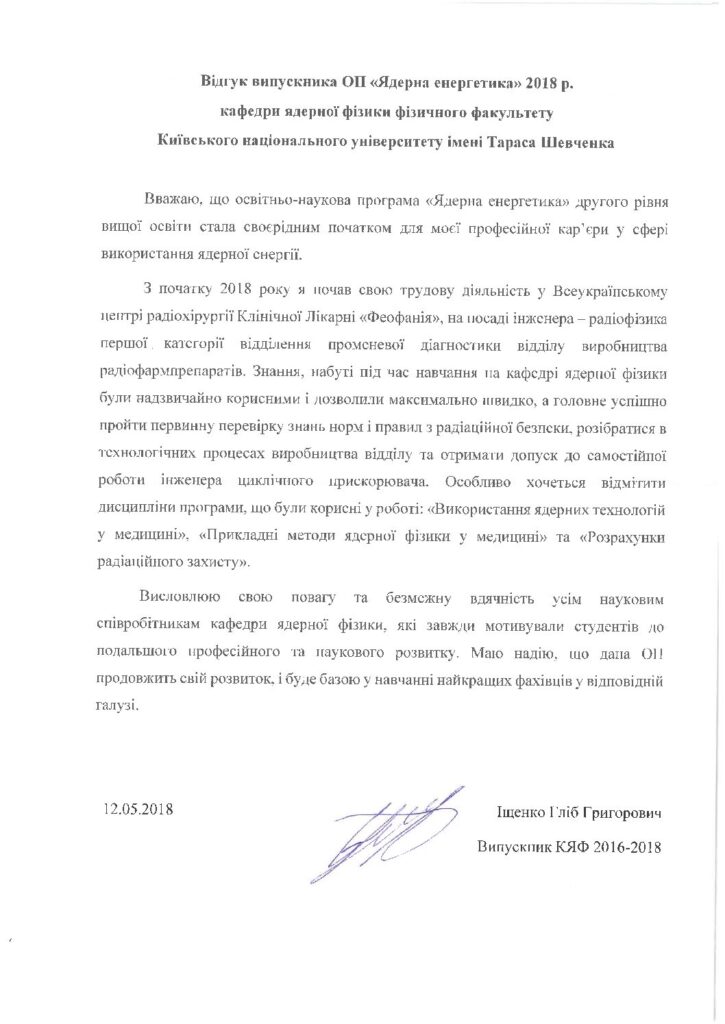 Відгук випускника ОП «Ядерна енергетика» 2018 р.
кафедри ядерної фізики фізичного факультету
Київського національного університету імені Тараса Шевченка
Вважаю, що освітньо-наукова програма «Ядерна енергетика» другого рівня
вищої освіти стала своєрідним початком для моєї професійної кар’єри у сфері
використання ядерної енергії.
З початку 2018 року я почав свою трудову діяльність у Всеукраїнському
центрі радіохірургії Клінічної Лікарні «Феофанія», на посаді інженера – радіофізика
першої категорії відділення променевої діагностики відділу виробництва
радіофармпрепаратів. Знання, набуті під час навчання на кафедрі ядерної фізики
були надзвичайно корисними і дозволили максимально швидко, а головне успішно
пройти первинну перевірку знань норм і правил з радіаційної безпеки, розібратися в
технологічних процесах виробництва відділу та отримати допуск до самостійної
роботи інженера циклічного прискорювача. Особливо хочеться відмітити
дисципліни програми, що були корисні у роботі: «Використання ядерних технологій
у медицині», «Прикладні методи ядерної фізики у медицині» та «Розрахунки
радіаційного захисту».
Висловлюю свою повагу та безмежну вдячність усім науковим
співробітникам кафедри ядерної фізики, які завжди мотивували студентів до
подальшого професійного та наукового розвитку. Маю надію, що дана ОП
продовжить свій розвиток, і буде базою у навчанні найкращих фахівців у відповідній
галузі.
12.05.2018
Іщенко Гліб Григорович
Випускник КЯФ 2016-2018